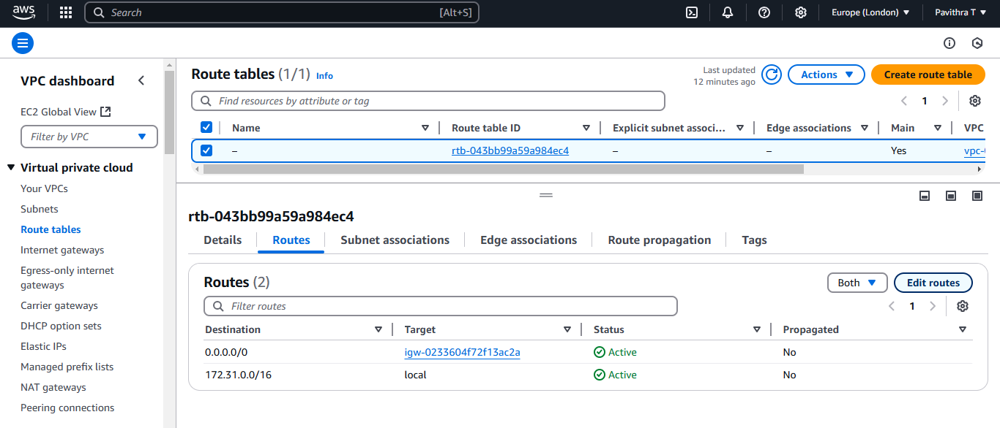 aws
Search [Alt+S]
Europe (London)
Pavithra T
VPC dashboard
EC2 Global View
Filter by VPC
Virtual private cloud
Your VPCs
Subnets
Route tables
Internet gateways
Egress-only internet
gateways
Carrier gateways
DHCP option sets
Elastic IPs
Managed prefix lists
NAT gateways
Peering connections
Route tables (1/1) Info
Last updated
12 minutes ago
Actions
Create route table
Find resources by attribute or tag
1
Name Route table ID Explicit subnet associ... Edge associations Main VPC
– rtb-043bb99a59a984ec4 – – Yes vpc-
rtb-043bb99a59a984ec4
Details Routes Subnet associations Edge associations Route propagation Tags
Routes (2)
Both
Edit routes
Filter routes
1
Destination Target Status Propagated
0.0.0.0/0 igw-0233604f72f13ac2a Active No
172.31.0.0/16 local Active No